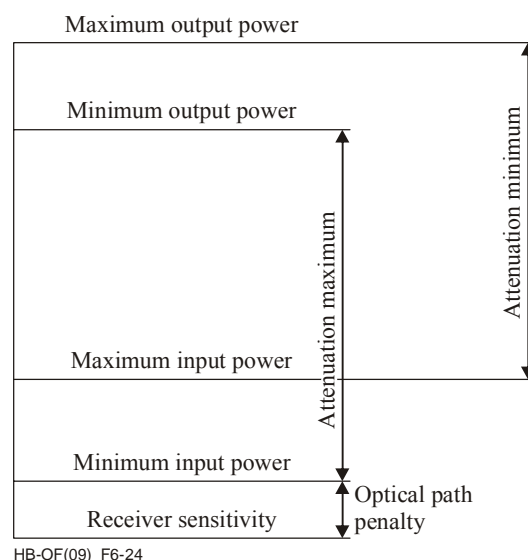 Maximum output power
Minimum output power
Attenuation minimum
Attenuation maximum
Maximum input power
Minimum input power
Optical path
penalty
Receiver sensitivity
HB-OF(09)_F6-24